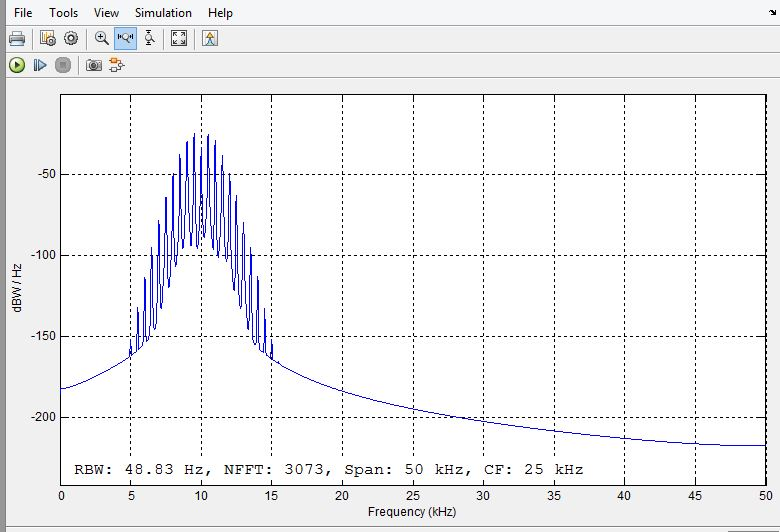 File Tools View Simulation Help
-50
-100
-150
-200
dBW / Hz
RBW: 48.83 Hz, NFFT: 3073, Span: 50 kHz, CF: 25 kHz
0 5 10 15 20 25 30 35 40 45 50
Frequency (kHz)